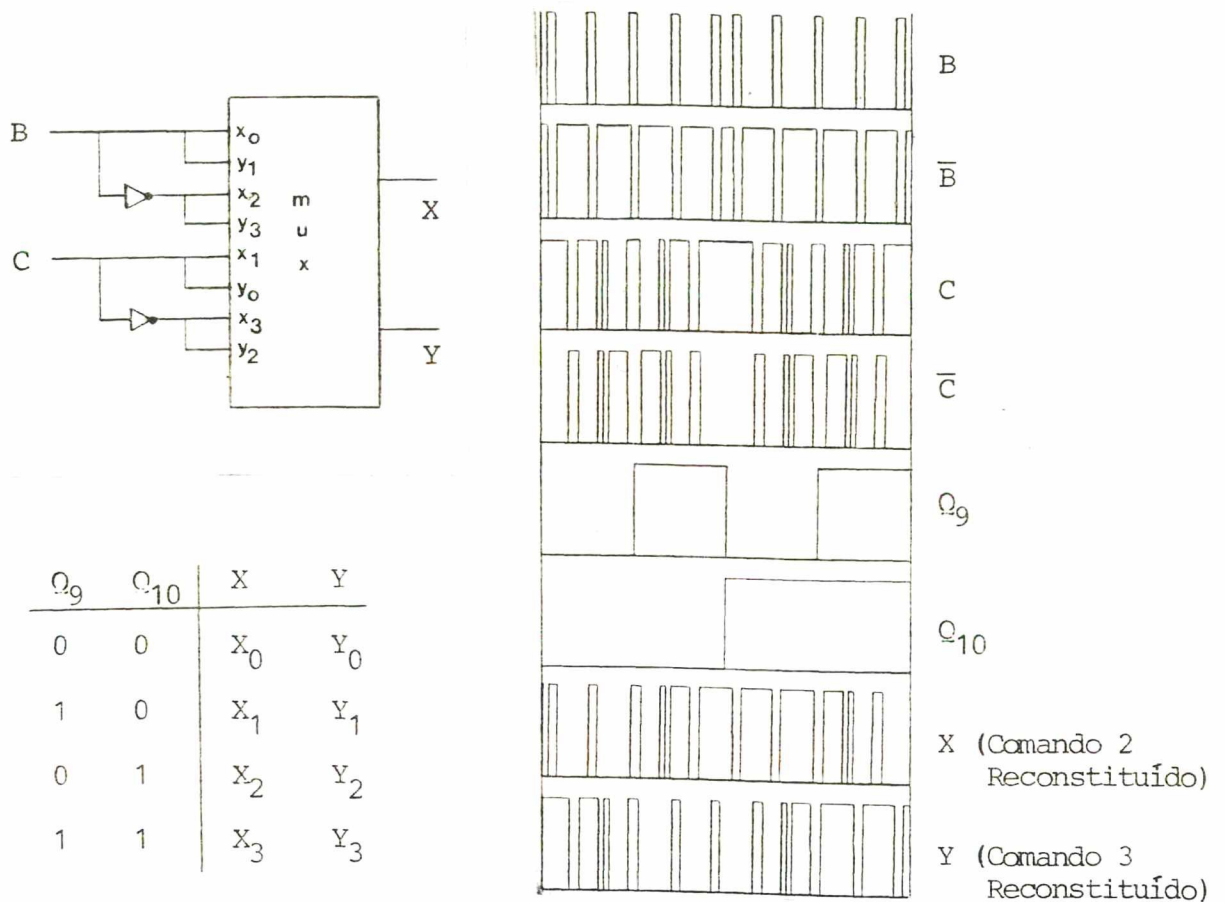 B
x0
y1
x2
y3
C
x1
y0
x3
y2
m
u
x
X
Y
Q9 Q10 X Y
0 0 X0 Y0
1 0 X1 Y1
0 1 X2 Y2
1 1 X3 Y3
B
B̅
C
C̅
Q9
Q10
X (Comando 2
Reconstituído)
Y (Comando 3
Reconstituído)